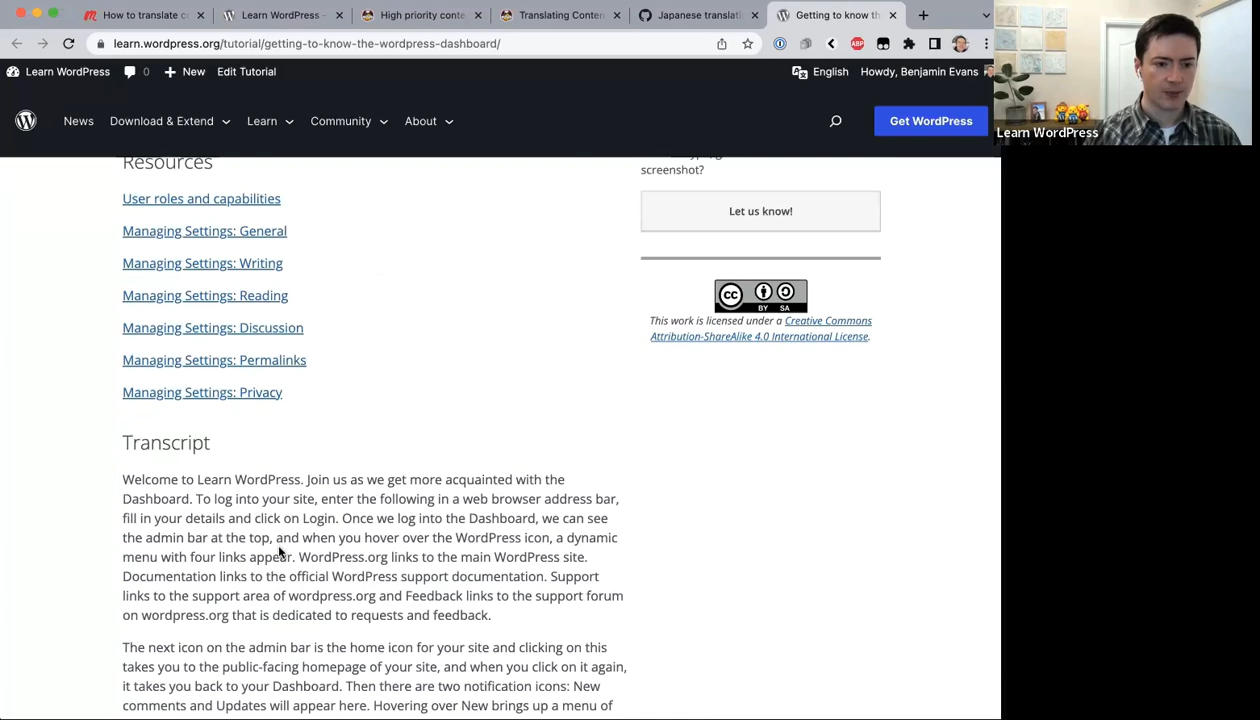 How to translate c
Learn WordPress –
High priority conte
Translating Conten
Japanese translati
Getting to know th
learn.wordpress.org/tutorial/getting-to-know-the-wordpress-dashboard/
ABP
Learn WordPress
0
New
Edit Tutorial
English
Howdy, Benjamin Evans
News
Download & Extend
Learn
Community
About
Get WordPress
Learn WordPress
Resources
screenshot?
User roles and capabilities
Let us know!
Managing Settings: General
Managing Settings: Writing
Managing Settings: Reading
Managing Settings: Discussion
Managing Settings: Permalinks
Managing Settings: Privacy
cc
BY SA
This work is licensed under a Creative Commons
Attribution-ShareAlike 4.0 International License.
Transcript
Welcome to Learn WordPress. Join us as we get more acquainted with the
Dashboard. To log into your site, enter the following in a web browser address bar,
fill in your details and click on Login. Once we log into the Dashboard, we can see
the admin bar at the top, and when you hover over the WordPress icon, a dynamic
menu with four links appear. WordPress.org links to the main WordPress site.
Documentation links to the official WordPress support documentation. Support
links to the support area of wordpress.org and Feedback links to the support forum
on wordpress.org that is dedicated to requests and feedback.
The next icon on the admin bar is the home icon for your site and clicking on this
takes you to the public-facing homepage of your site, and when you click on it again,
it takes you back to your Dashboard. Then there are two notification icons: New
comments and Updates will appear here. Hovering over New brings up a menu of